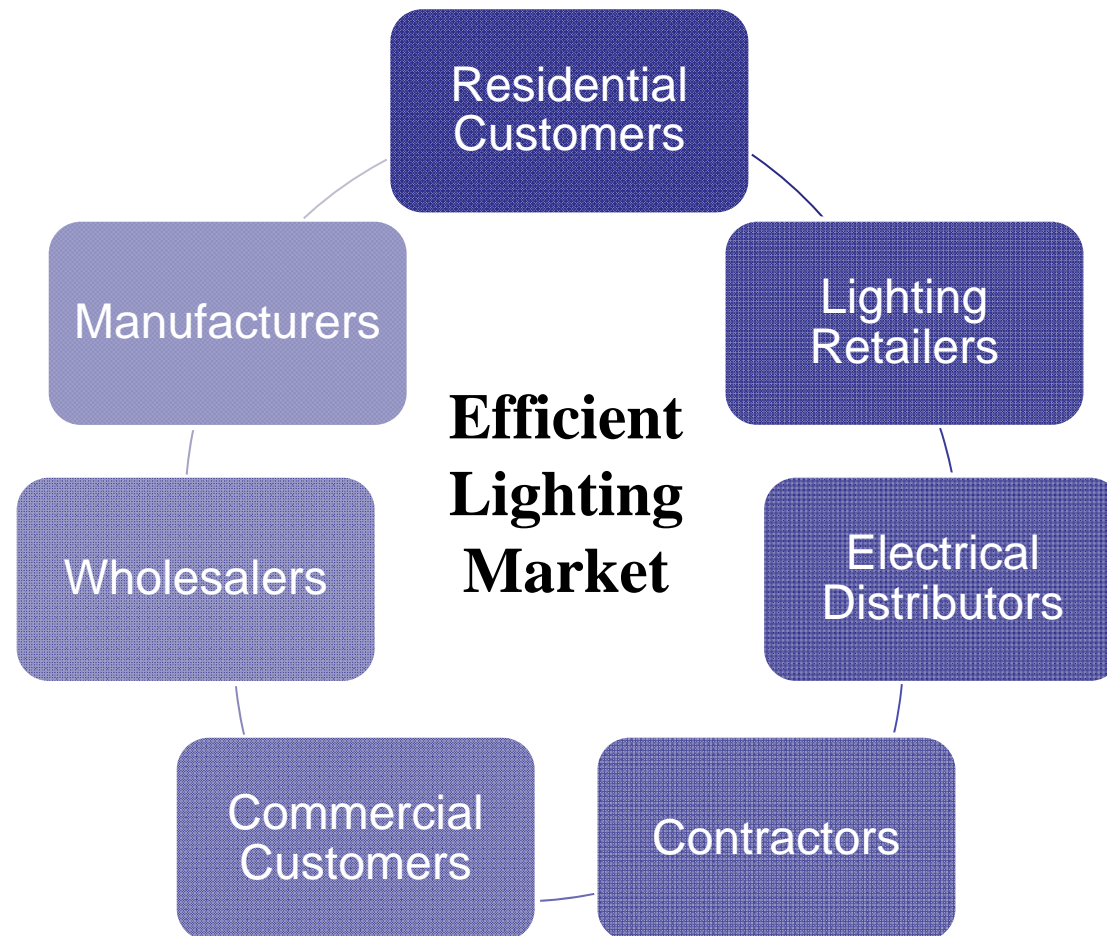 Residential
Customers
Manufacturers
Lighting
Retailers
Efficient
Lighting
Market
Wholesalers
Electrical
Distributors
Commercial
Customers
Contractors